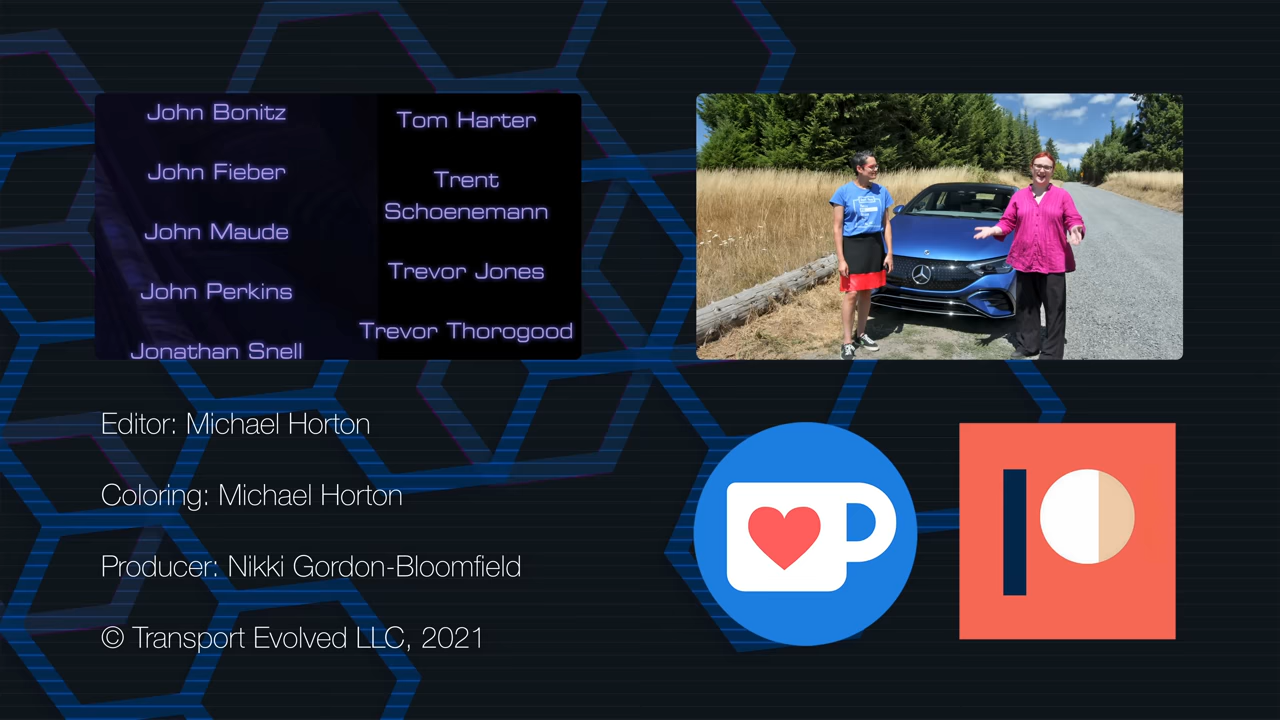 John Bonitz
John Fieber
John Maude
John Perkins
Jonathan Snell
Tom Harter
Trent
Schoenemann
Trevor Jones
Trevor Thorogood
Editor: Michael Horton
Coloring: Michael Horton
Producer: Nikki Gordon-Bloomfield
© Transport Evolved LLC, 2021